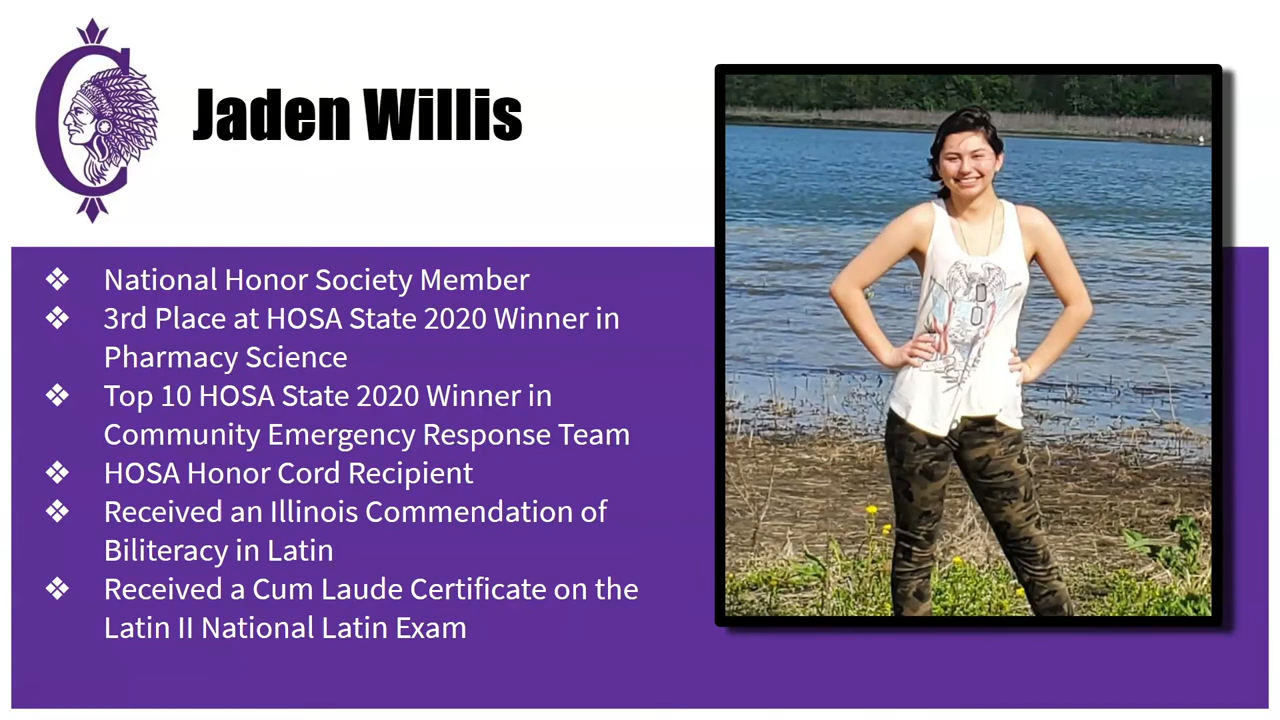 Jaden Willis
❖ National Honor Society Member
❖ 3rd Place at HOSA State 2020 Winner in
Pharmacy Science
❖ Top 10 HOSA State 2020 Winner in
Community Emergency Response Team
❖ HOSA Honor Cord Recipient
❖ Received an Illinois Commendation of
Biliteracy in Latin
❖ Received a Cum Laude Certificate on the
Latin II National Latin Exam